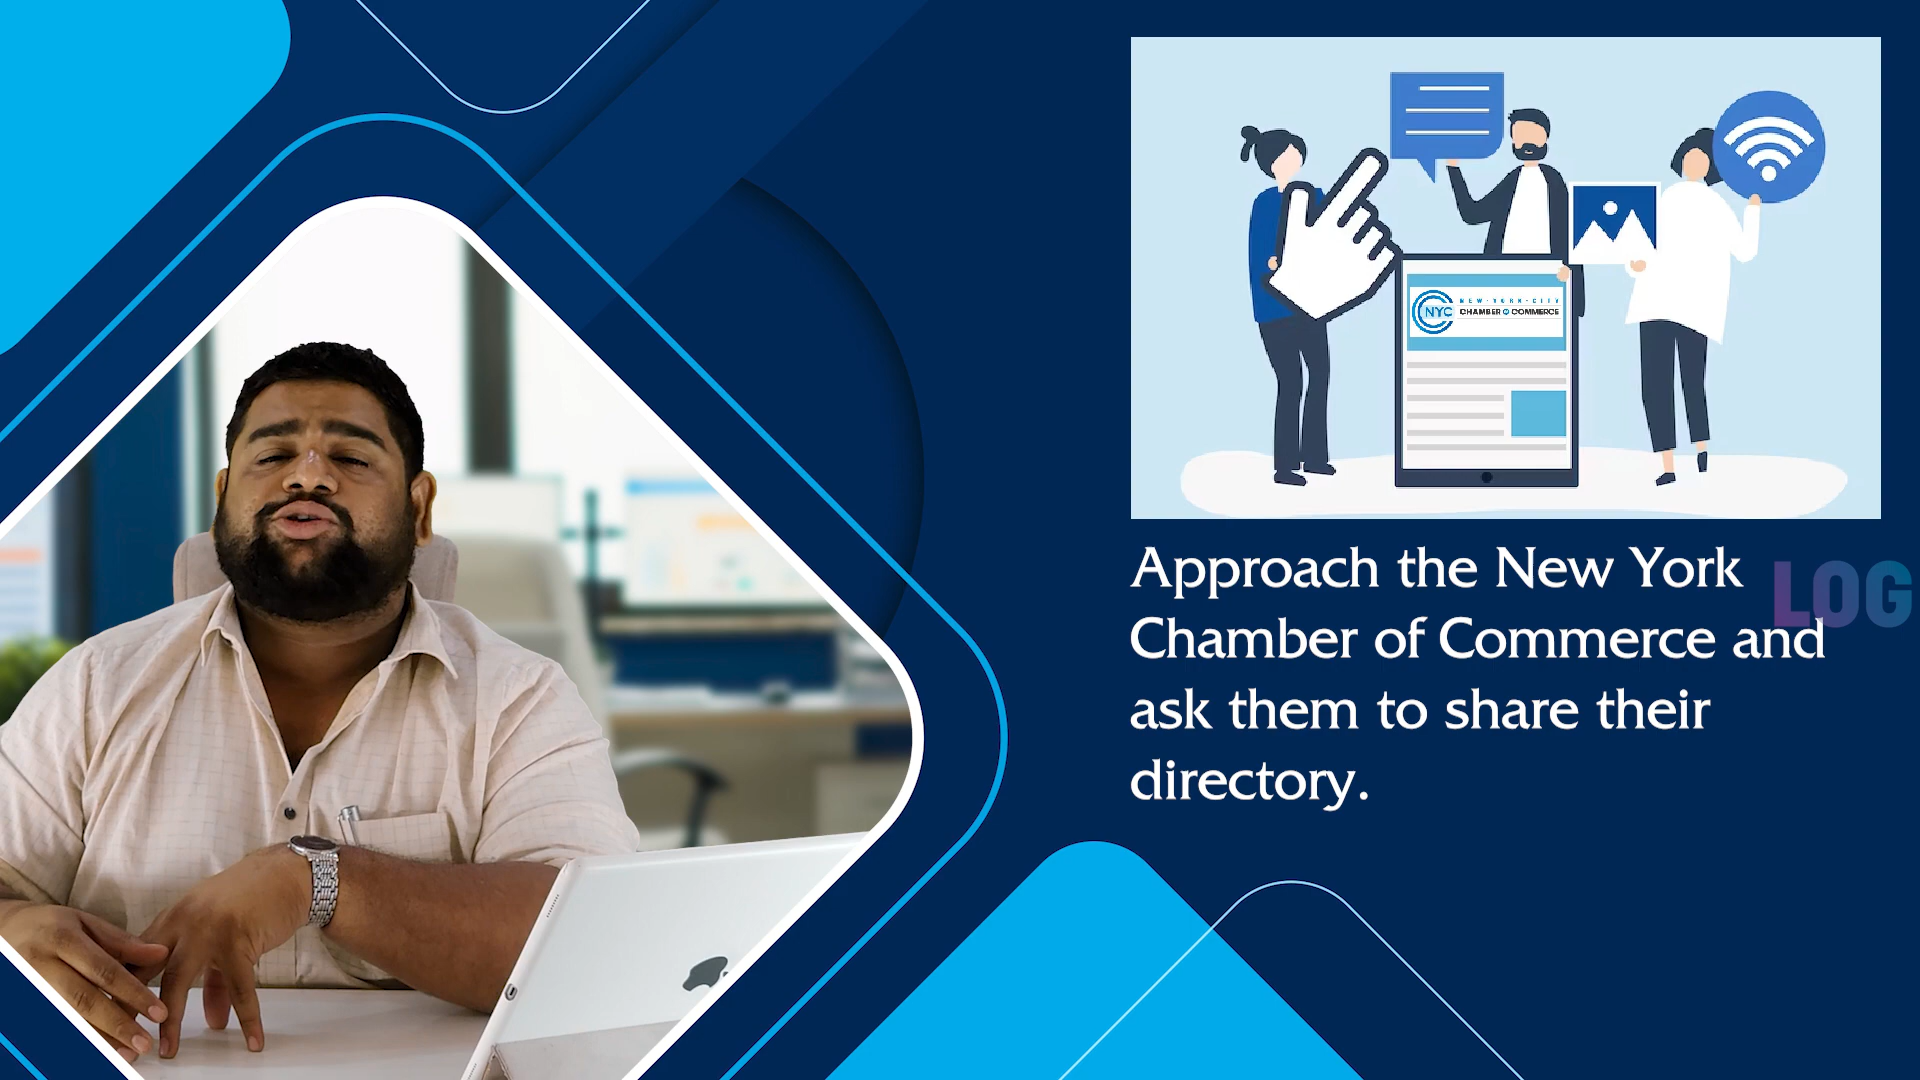 NEW-YORK-CITY
NYC CHAMBER OF COMMERCE
Approach the New York
Chamber of Commerce and
ask them to share their
directory.
LOG